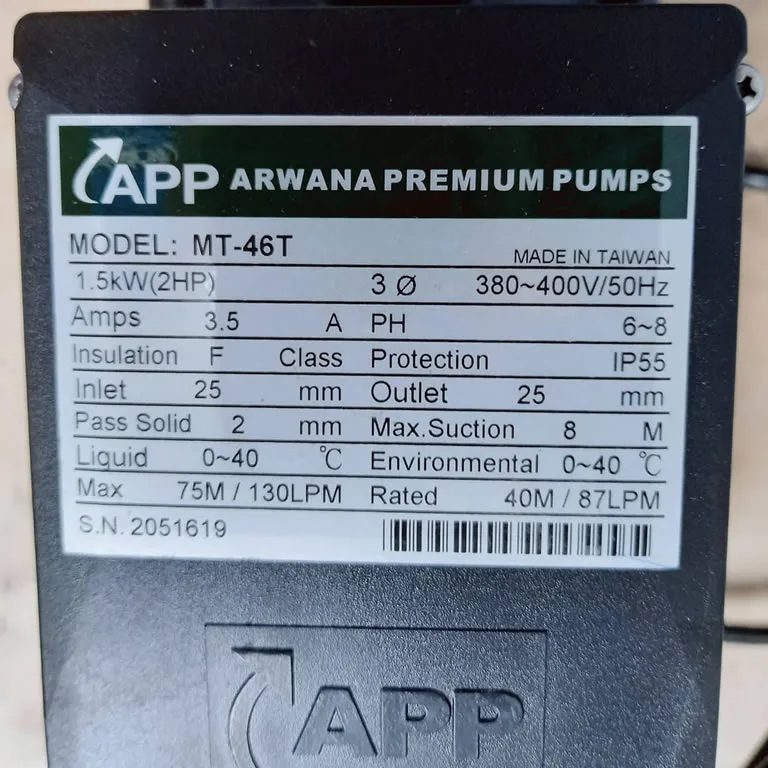 APP ARWANA PREMIUM PUMPS
MODEL: MT-46T MADE IN TAIWAN
1.5kW(2HP) 3 Ø 380~400V/50Hz
Amps 3.5 A PH 6~8
Insulation F Class Protection IP55
Inlet 25 mm Outlet 25 mm
Pass Solid 2 mm Max.Suction 8 M
Liquid 0~40 ℃ Environmental 0~40 ℃
Max 75M / 130LPM Rated 40M / 87LPM
S.N. 2051619
APP